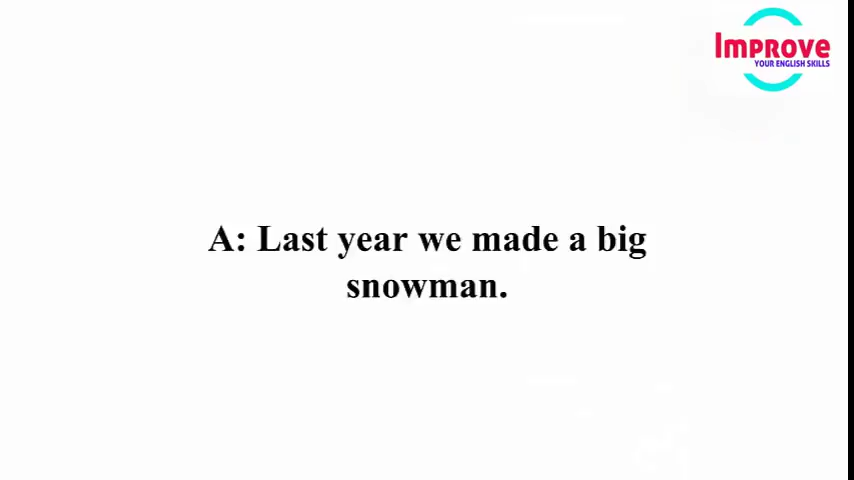 Improve
YOUR ENGLISH SKILLS
A: Last year we made a big
snowman.